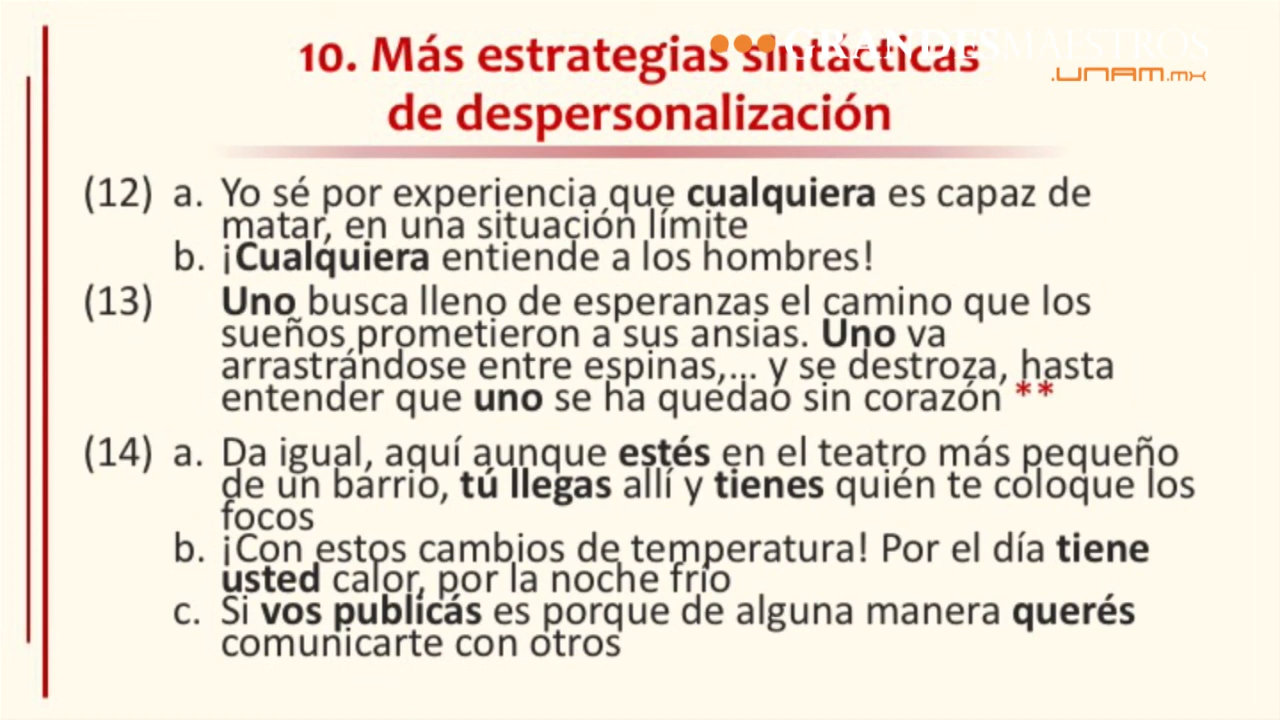 10. Más estrategias sintácticas
de despersonalización
GRANDESMAESTROS
.UNAM.MX
(12) a. Yo sé por experiencia que cualquiera es capaz de
matar, en una situación límite
b. ¡Cualquiera entiende a los hombres!
(13) Uno busca lleno de esperanzas el camino que los
sueños prometieron a sus ansias. Uno va
arrastrándose entre espinas,... y se destroza, hasta
entender que uno se ha quedao sin corazón **
(14) a. Da igual, aquí aunque estés en el teatro más pequeño
de un barrio, tú llegas allí y tienes quién te coloque los
focos
b. ¡Con estos cambios de temperatura! Por el día tiene
usted calor, por la noche frío
c. Si vos publicás es porque de alguna manera querés
comunicarte con otros